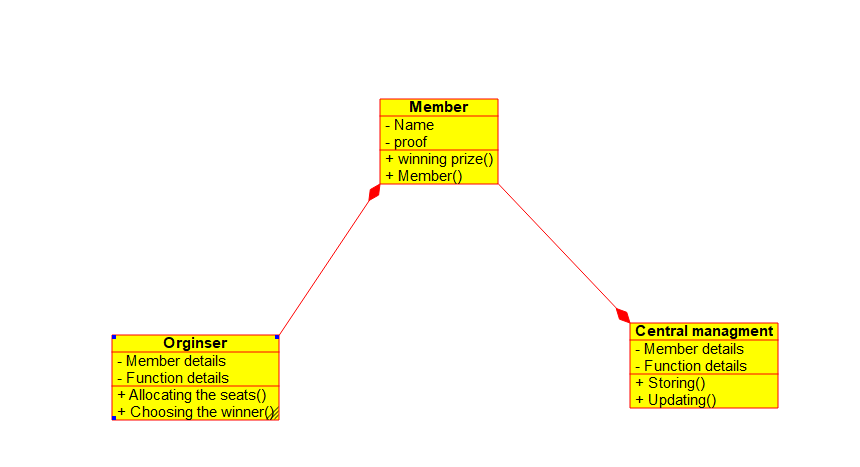 Member
- Name
- proof
+ winning prize()
+ Member()
Orginser
- Member details
- Function details
+ Allocating the seats()
+ Choosing the winner()
Central managment
- Member details
- Function details
+ Storing()
+ Updating()